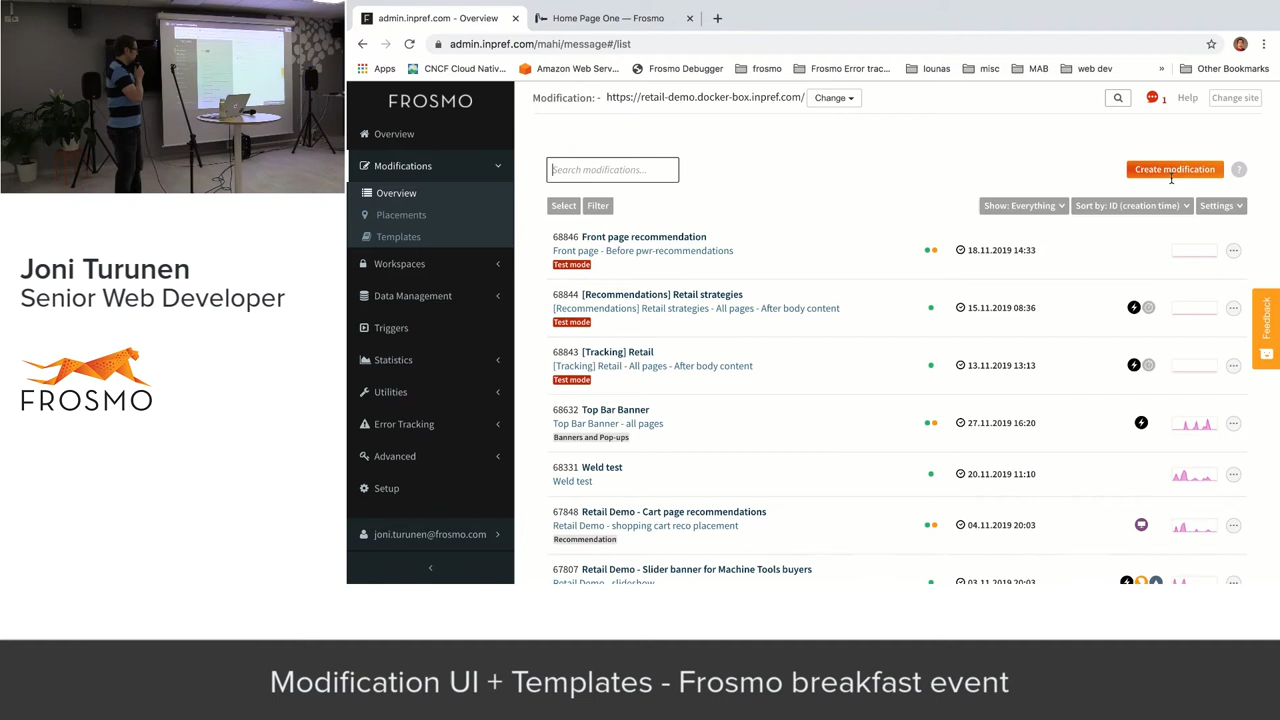 admin.inpref.com - Overview
Home Page One — Frosmo
admin.inpref.com/mahi/message#/list
Apps
CNCF Cloud Nativ...
Amazon Web Serv...
Frosmo Debugger
frosmo
Frosmo Error trac...
lounas
misc
MAB
web dev
»
Other Bookmarks
FROSMO
Modification: - https://retail-demo.docker-box.inpref.com/
Change
1
Help
Change site
Overview
Modifications
Overview
Placements
Templates
Workspaces
Data Management
Triggers
Statistics
Utilities
Error Tracking
Advanced
Setup
joni.turunen@frosmo.com
Search modifications...
Create modification
?
Select
Filter
Show: Everything
Sort by: ID (creation time)
Settings
68846 Front page recommendation
Front page - Before pwr-recommendations
Test mode
18.11.2019 14:33
68844 [Recommendations] Retail strategies
[Recommendations] Retail strategies - All pages - After body content
Test mode
15.11.2019 08:36
68843 [Tracking] Retail
[Tracking] Retail - All pages - After body content
Test mode
13.11.2019 13:13
68632 Top Bar Banner
Top Bar Banner - all pages
Banners and Pop-ups
27.11.2019 16:20
68331 Weld test
Weld test
20.11.2019 11:10
67848 Retail Demo - Cart page recommendations
Retail Demo - shopping cart reco placement
Recommendation
04.11.2019 20:03
67807 Retail Demo - Slider banner for Machine Tools buyers
Retail Demo - slideshow
03.11.2019 20:03
Feedback
Joni Turunen
Senior Web Developer
FROSMO
Modification UI + Templates - Frosmo breakfast event